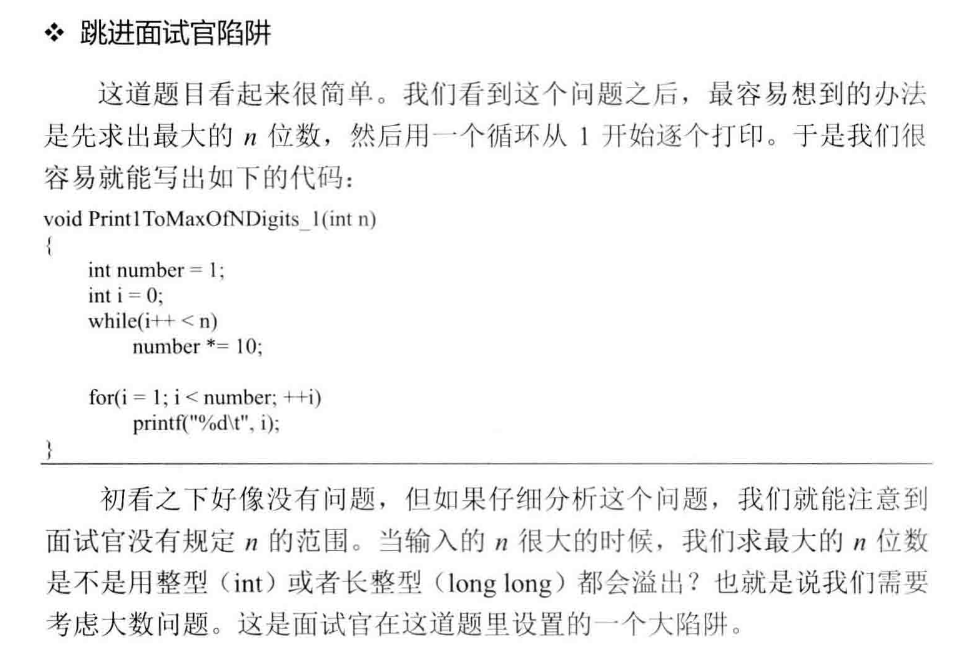 ❖ 跳进面试官陷阱
这道题目看起来很简单。我们看到这个问题之后，最容易想到的办法
是先求出最大的 n 位数，然后用一个循环从 1 开始逐个打印。于是我们很
容易就能写出如下的代码：
void Print1ToMaxOfNDigits_1(int n)
{
    int number = 1;
    int i = 0;
    while(i++ < n)
        number *= 10;
    for(i = 1; i < number; ++i)
        printf("%d\t", i);
}
初看之下好像没有问题，但如果仔细分析这个问题，我们就能注意到
面试官没有规定 n 的范围。当输入的 n 很大的时候，我们求最大的 n 位数
是不是用整型（int）或者长整型（long long）都会溢出？也就是说我们需要
考虑大数问题。这是面试官在这道题里设置的一个大陷阱。